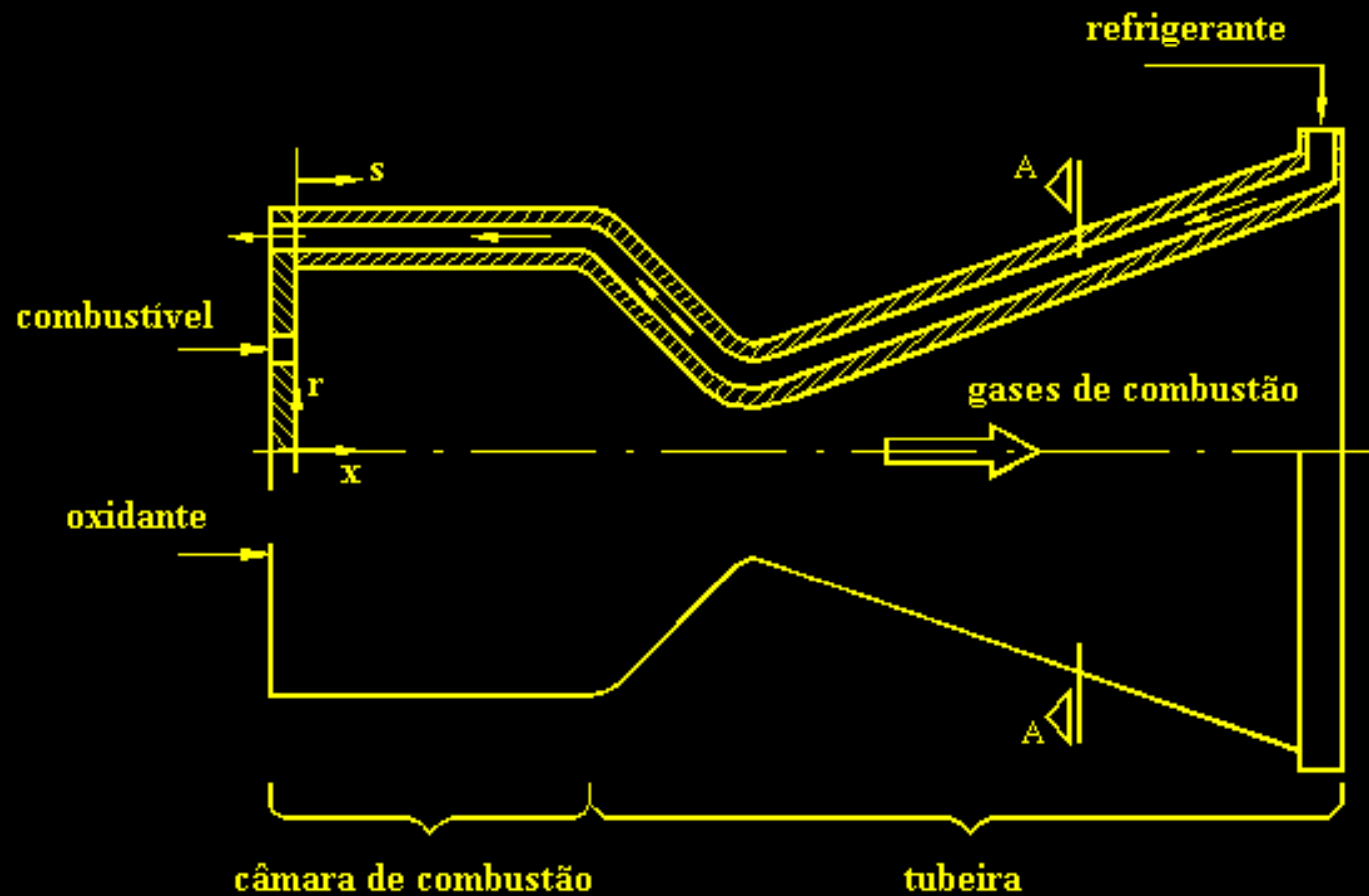 refrigerante
A
s
combustível
r
gases de combustão
x
oxidante
A
câmara de combustão
tubeira